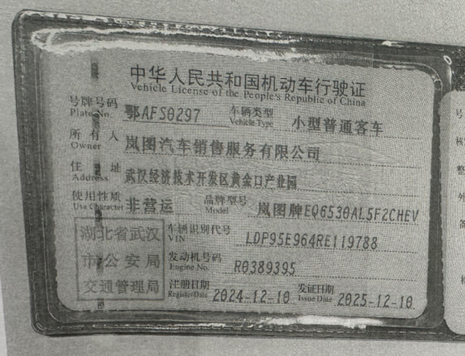 中华人民共和国机动车行驶证
Vehicle License of the People's Republic of China
号牌号码 鄂AFS0297 车辆类型 小型普通客车
Plate No. Vehicle Type
所有人 岚图汽车销售服务有限公司
Owner
住址 武汉经济技术开发区黄金口产业园
Address
使用性质 非营运 品牌型号 岚图牌EQ6530AL5F2CHEV
Use Character Model
湖北省武汉
市公安局
交通管理局
车辆识别代号 LDP95E964RE119788
VIN
发动机号码 R0389395
Engine No.
注册日期 2024-12-10 发证日期 2025-12-10
Register Date Issue Date